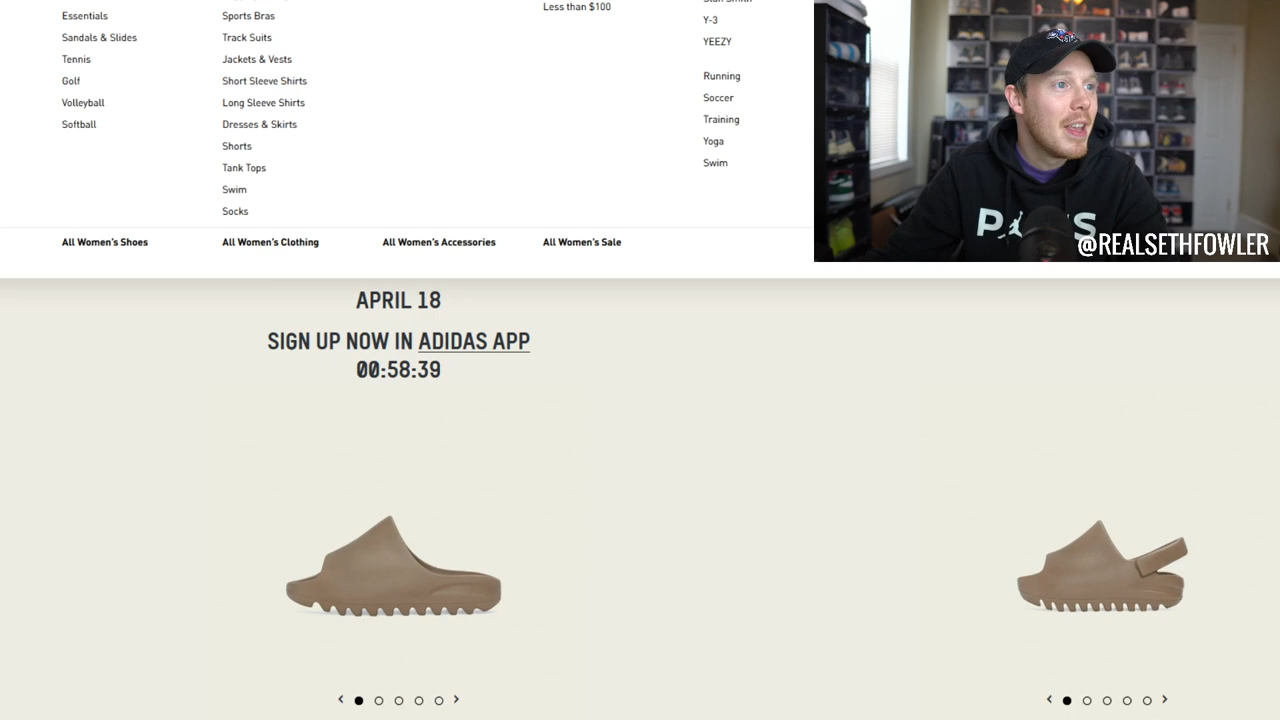 Essentials
Sandals & Slides
Tennis
Golf
Volleyball
Softball
Sports Bras
Track Suits
Jackets & Vests
Short Sleeve Shirts
Long Sleeve Shirts
Dresses & Skirts
Shorts
Tank Tops
Swim
Socks
Less than $100
Y-3
YEEZY
Running
Soccer
Training
Yoga
Swim
All Women's Shoes
All Women's Clothing
All Women's Accessories
All Women's Sale
@REALSETHFOWLER
APRIL 18
SIGN UP NOW IN ADIDAS APP
00:58:39